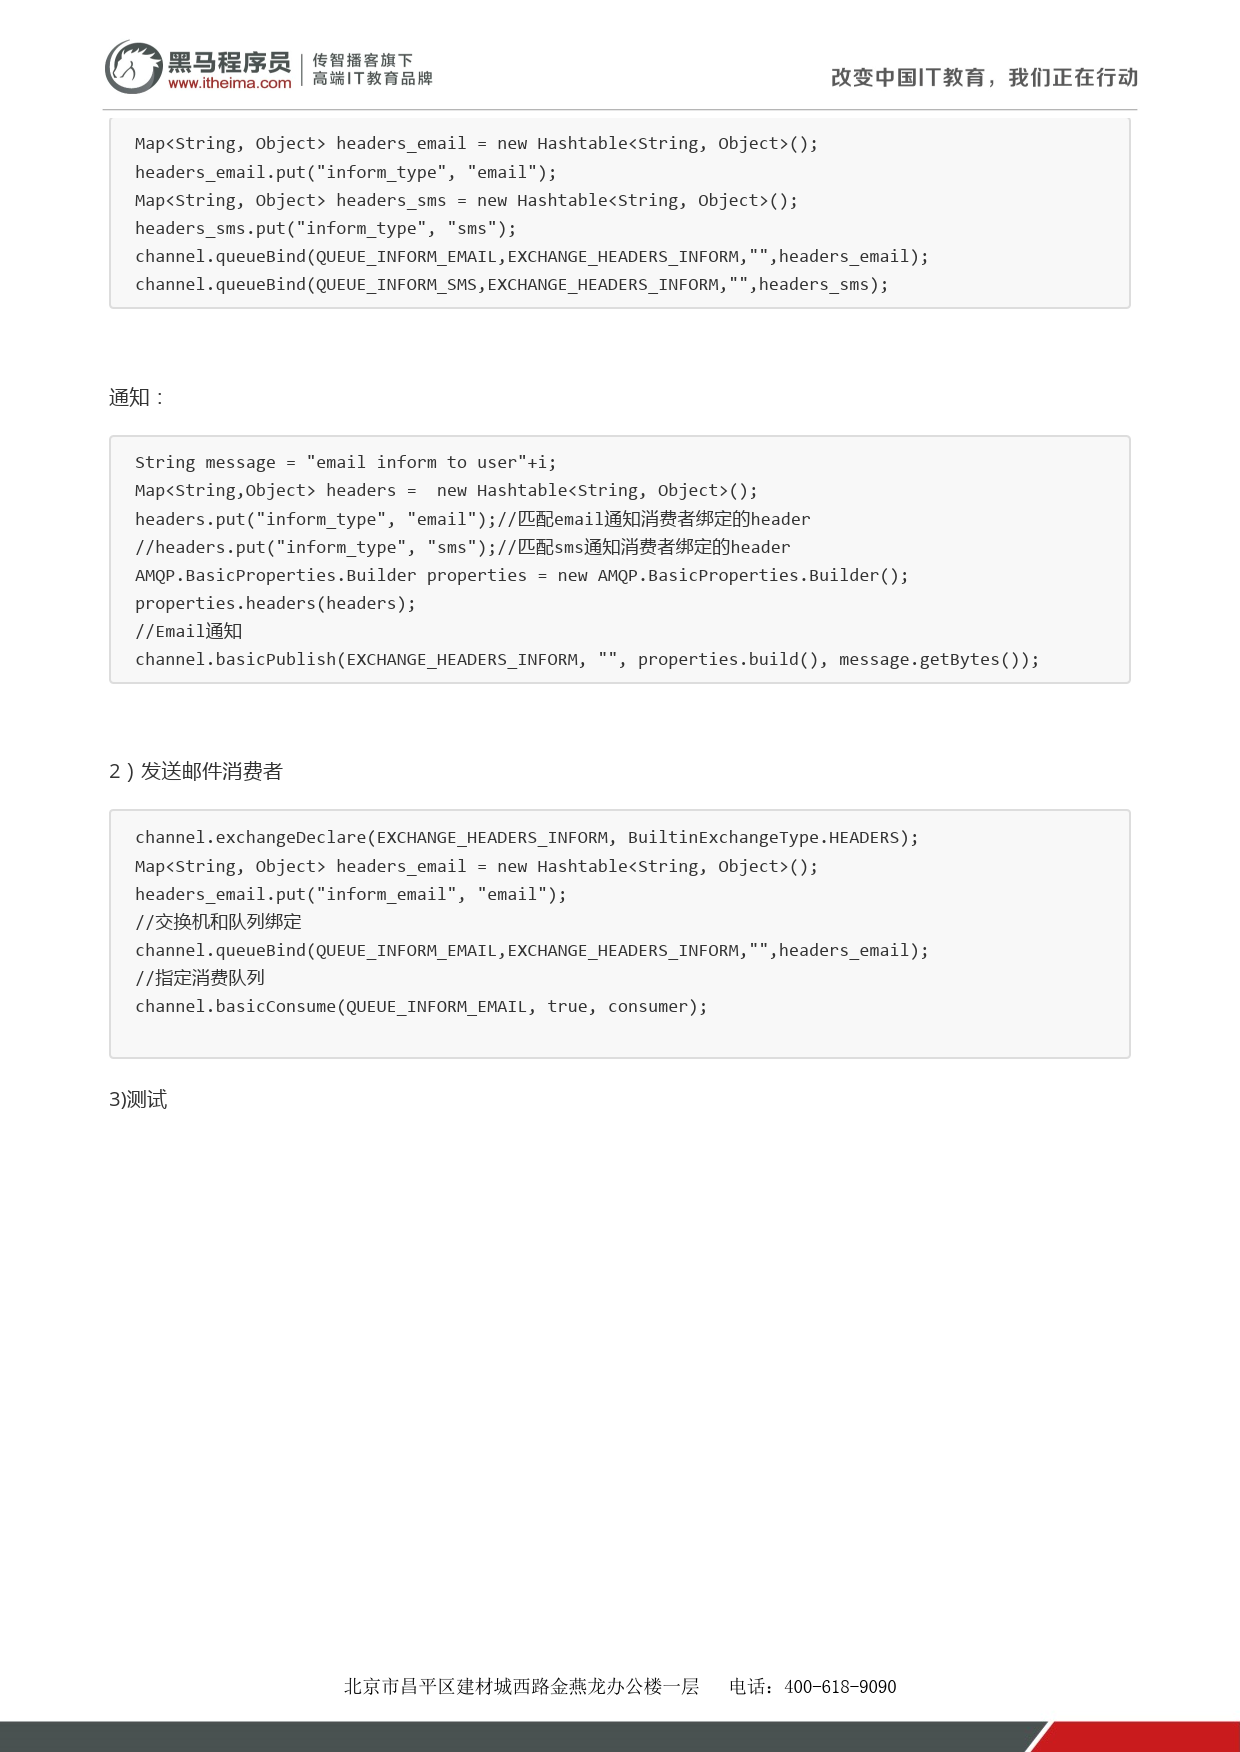 黑马程序员
www.itheima.com
传智播客旗下
高端IT教育品牌
改变中国IT教育，我们正在行动
Map<String, Object> headers_email = new Hashtable<String, Object>();
headers_email.put("inform_type", "email");
Map<String, Object> headers_sms = new Hashtable<String, Object>();
headers_sms.put("inform_type", "sms");
channel.queueBind(QUEUE_INFORM_EMAIL,EXCHANGE_HEADERS_INFORM,"",headers_email);
channel.queueBind(QUEUE_INFORM_SMS,EXCHANGE_HEADERS_INFORM,"",headers_sms);
通知：
String message = "email inform to user"+i;
Map<String,Object> headers =  new Hashtable<String, Object>();
headers.put("inform_type", "email");//匹配email通知消费者绑定的header
//headers.put("inform_type", "sms");//匹配sms通知消费者绑定的header
AMQP.BasicProperties.Builder properties = new AMQP.BasicProperties.Builder();
properties.headers(headers);
//Email通知
channel.basicPublish(EXCHANGE_HEADERS_INFORM, "", properties.build(), message.getBytes());
2）发送邮件消费者
channel.exchangeDeclare(EXCHANGE_HEADERS_INFORM, BuiltinExchangeType.HEADERS);
Map<String, Object> headers_email = new Hashtable<String, Object>();
headers_email.put("inform_email", "email");
//交换机和队列绑定
channel.queueBind(QUEUE_INFORM_EMAIL,EXCHANGE_HEADERS_INFORM,"",headers_email);
//指定消费队列
channel.basicConsume(QUEUE_INFORM_EMAIL, true, consumer);
3)测试
北京市昌平区建材城西路金燕龙办公楼一层 电话：400-618-9090